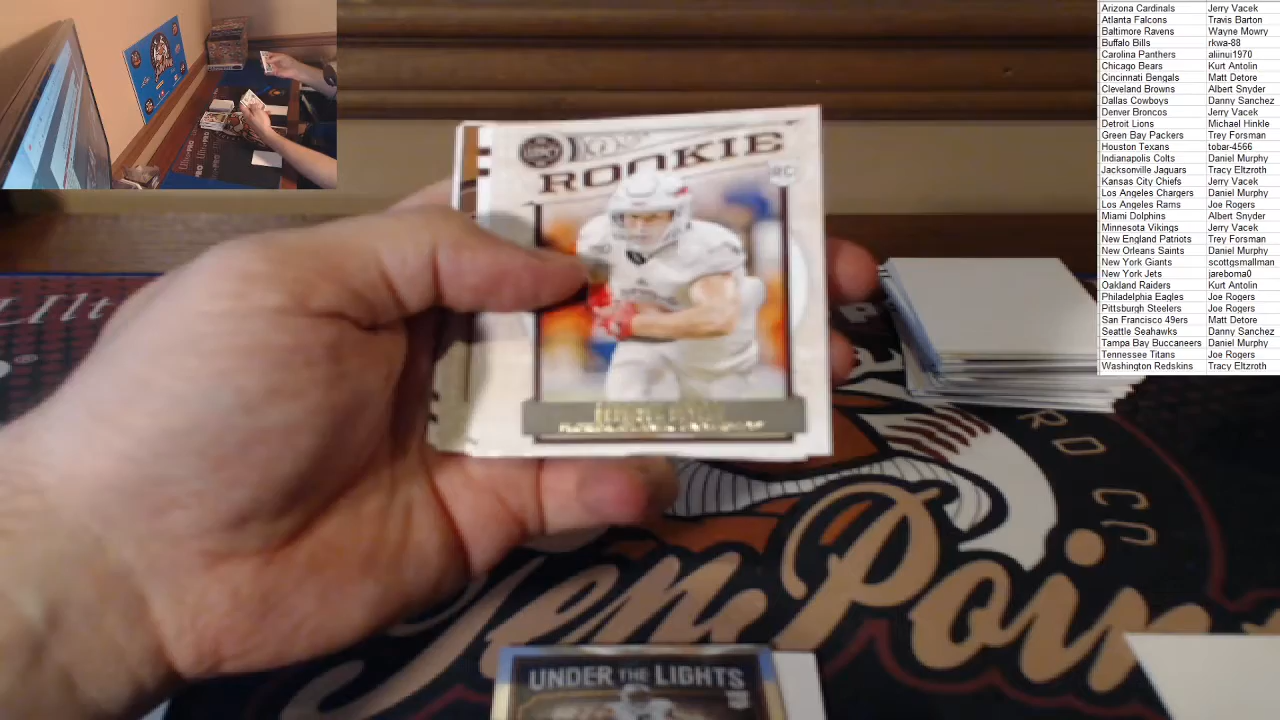 Arizona Cardinals Jerry Vacek
Atlanta Falcons Travis Barton
Baltimore Ravens Wayne Mowry
Buffalo Bills rkwa-88
Carolina Panthers aliinui1970
Chicago Bears Kurt Antolin
Cincinnati Bengals Matt Detore
Cleveland Browns Albert Snyder
Dallas Cowboys Danny Sanchez
Denver Broncos Jerry Vacek
Detroit Lions Michael Hinkle
Green Bay Packers Trey Forsman
Houston Texans tobar-4566
Indianapolis Colts Daniel Murphy
Jacksonville Jaguars Tracy Eltzroth
Kansas City Chiefs Jerry Vacek
Los Angeles Chargers Daniel Murphy
Los Angeles Rams Joe Rogers
Miami Dolphins Albert Snyder
Minnesota Vikings Jerry Vacek
New England Patriots Trey Forsman
New Orleans Saints Daniel Murphy
New York Giants scottgsmallman
New York Jets jareboma0
Oakland Raiders Kurt Antolin
Philadelphia Eagles Joe Rogers
Pittsburgh Steelers Joe Rogers
San Francisco 49ers Matt Detore
Seattle Seahawks Danny Sanchez
Tampa Bay Buccaneers Daniel Murphy
Tennessee Titans Joe Rogers
Washington Redskins Tracy Eltzroth
ROOKIE
RC
UNDER THE LIGHTS